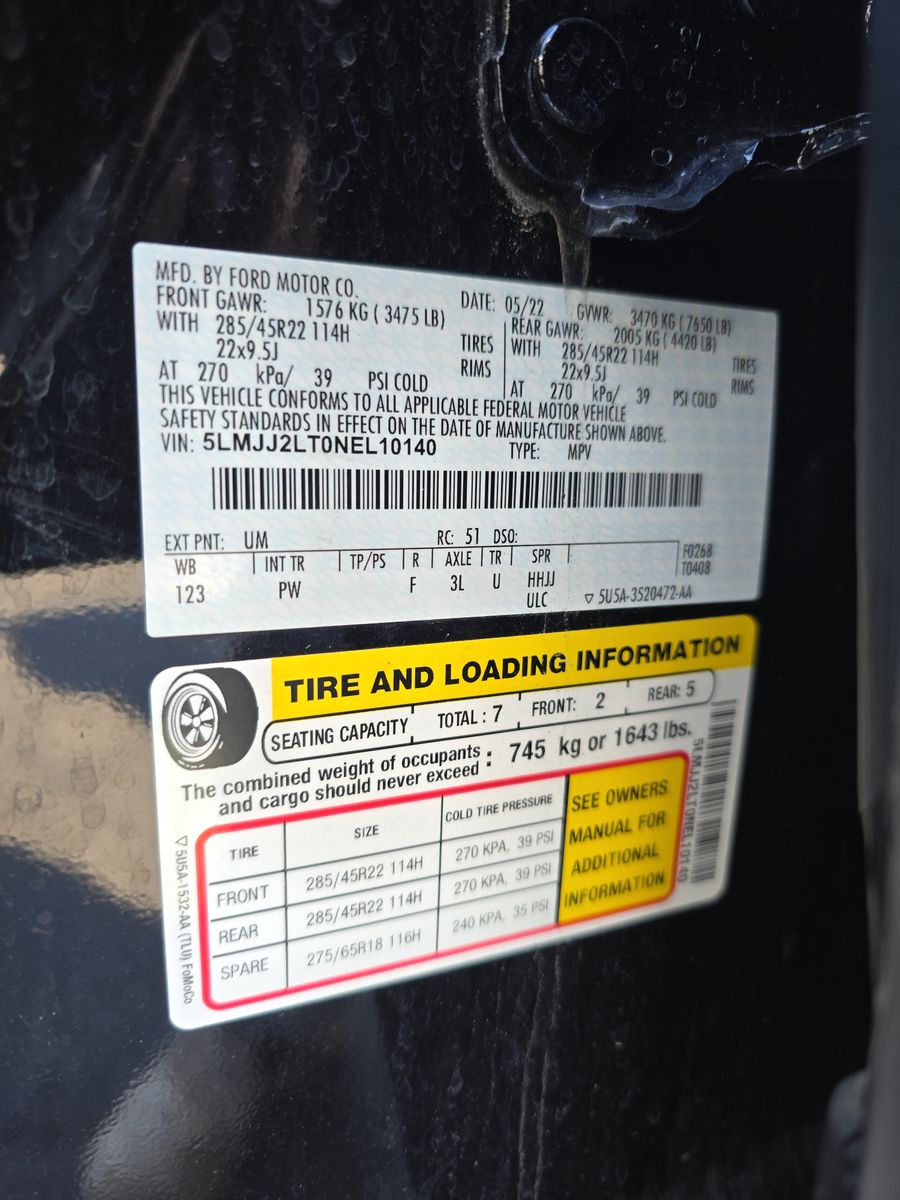 MFD. BY FORD MOTOR CO.
DATE: 05/22 GVWR: 3470 KG ( 7650 LB)
FRONT GAWR: 1576 KG ( 3475 LB)
REAR GAWR: 2005 KG ( 4420 LB)
WITH 285/45R22 114H TIRES
WITH 285/45R22 114H TIRES
22x9.5J RIMS
22x9.5J RIMS
AT 270 kPa/ 39 PSI COLD
AT 270 kPa/ 39 PSI COLD
THIS VEHICLE CONFORMS TO ALL APPLICABLE FEDERAL MOTOR VEHICLE
SAFETY STANDARDS IN EFFECT ON THE DATE OF MANUFACTURE SHOWN ABOVE.
VIN: 5LMJJ2LT0NEL10140 TYPE: MPV
EXT PNT: UM RC: 51 DSO:
WB INT TR TP/PS R AXLE TR SPR F0268
T0408
123 PW F 3L U HHJJ
ULC ▽ 5U5A-3520472-AA
TIRE AND LOADING INFORMATION
SEATING CAPACITY TOTAL : 7 FRONT: 2 REAR: 5
The combined weight of occupants
and cargo should never exceed : 745 kg or 1643 lbs.
TIRE SIZE COLD TIRE PRESSURE
FRONT 285/45R22 114H 270 KPA, 39 PSI
REAR 285/45R22 114H 270 KPA, 39 PSI
SPARE 275/65R18 116H 240 KPA, 35 PSI
SEE OWNERS
MANUAL FOR
ADDITIONAL
INFORMATION
5LMJJ2LT0NEL10140
▽ 5U5A-1532-AA (TLU) FoMoCo